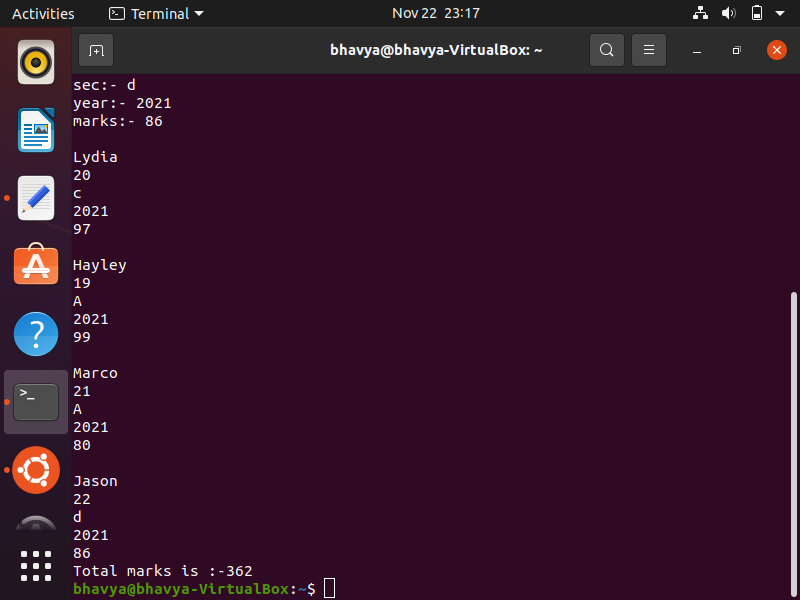 Activities
Terminal
Nov 22 23:17
bhavya@bhavya-VirtualBox: ~
sec:- d
year:- 2021
marks:- 86
Lydia
20
c
2021
97
Hayley
19
A
2021
99
Marco
21
A
2021
80
Jason
22
d
2021
86
Total marks is :-362
bhavya@bhavya-VirtualBox:~$